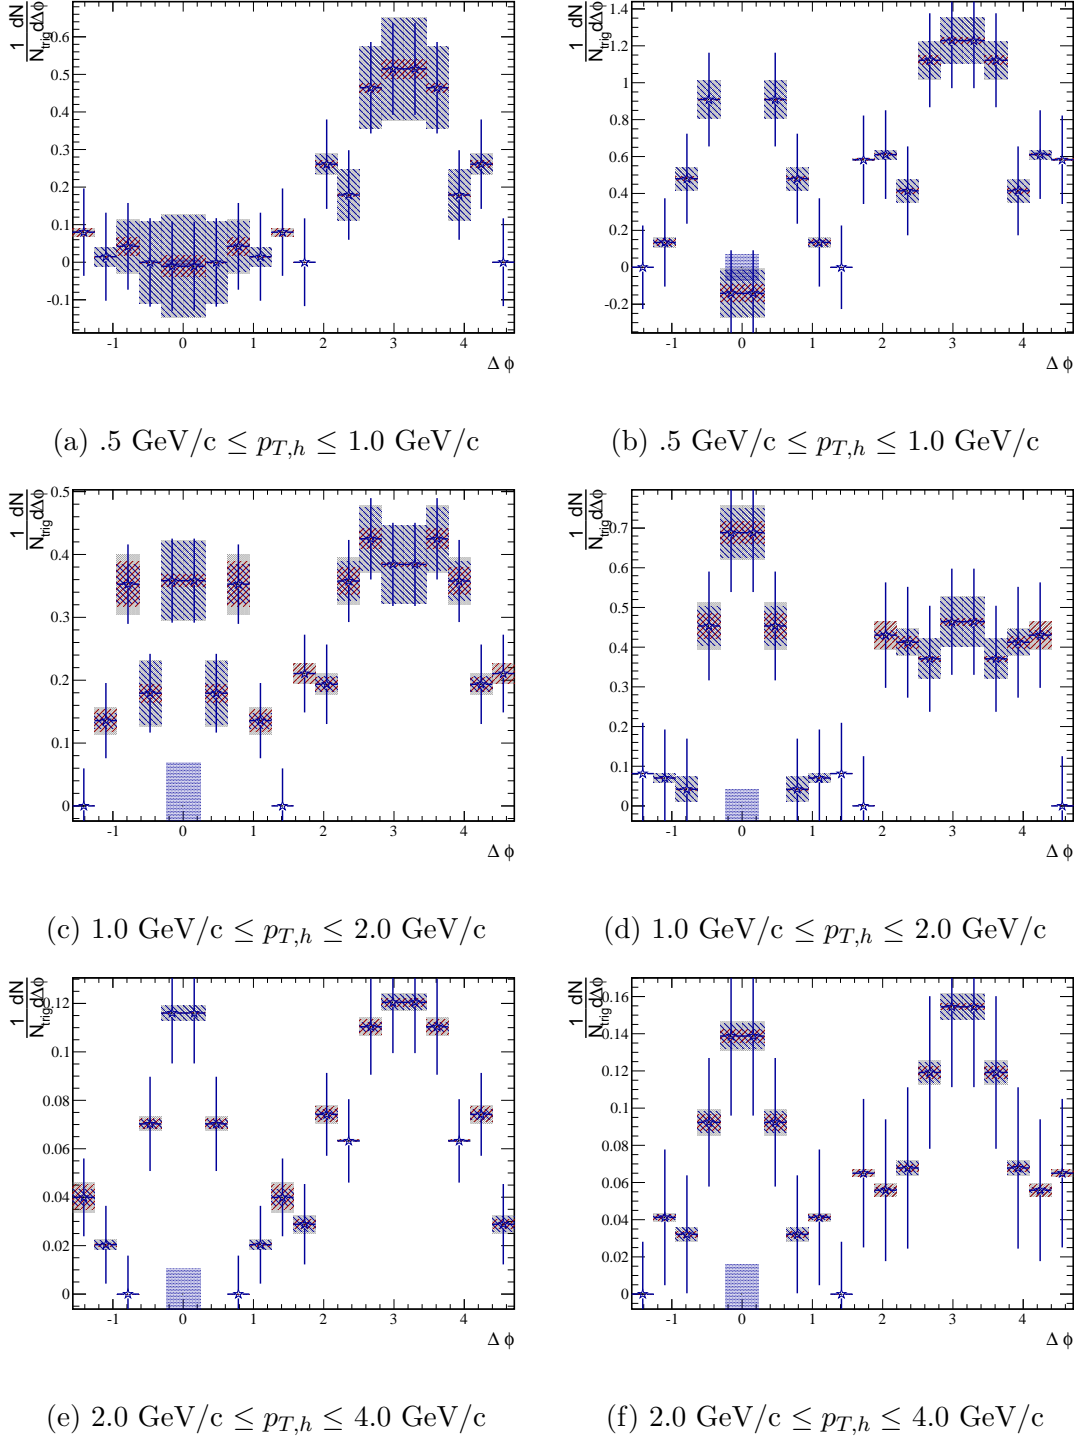 1/N_trig dN/dΔφ
0.6
0.5
0.4
0.3
0.2
0.1
0
-0.1
-1 0 1 2 3 4
Δ ϕ
1/N_trig dN/dΔφ
1.4
1.2
1
0.8
0.6
0.4
0.2
0
-0.2
-1 0 1 2 3 4
Δ ϕ
(a) .5 GeV/c ≤ p_{T,h} ≤ 1.0 GeV/c
(b) .5 GeV/c ≤ p_{T,h} ≤ 1.0 GeV/c
1/N_trig dN/dΔφ
0.5
0.4
0.3
0.2
0.1
0
-1 0 1 2 3 4
Δ ϕ
1/N_trig dN/dΔφ
0.7
0.6
0.5
0.4
0.3
0.2
0.1
0
-1 0 1 2 3 4
Δ ϕ
(c) 1.0 GeV/c ≤ p_{T,h} ≤ 2.0 GeV/c
(d) 1.0 GeV/c ≤ p_{T,h} ≤ 2.0 GeV/c
1/N_trig dN/dΔφ
0.12
0.1
0.08
0.06
0.04
0.02
0
-1 0 1 2 3 4
Δ ϕ
1/N_trig dN/dΔφ
0.16
0.14
0.12
0.1
0.08
0.06
0.04
0.02
0
-1 0 1 2 3 4
Δ ϕ
(e) 2.0 GeV/c ≤ p_{T,h} ≤ 4.0 GeV/c
(f) 2.0 GeV/c ≤ p_{T,h} ≤ 4.0 GeV/c